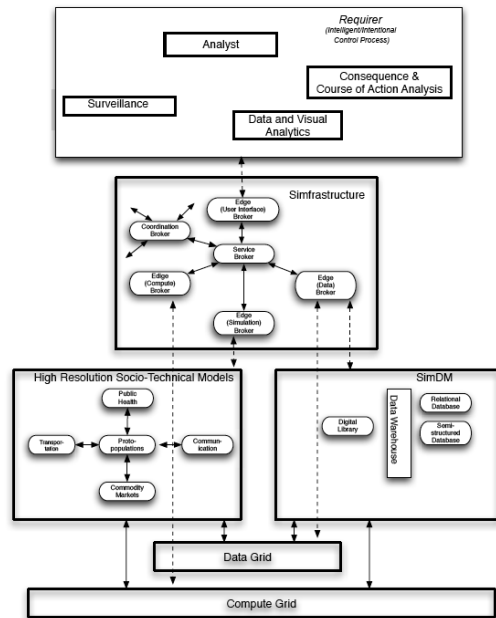 Requirer
(Intelligent/Intentional
Control Process)
Analyst
Consequence &
Course of Action Analysis
Surveillance
Data and Visual
Analytics
Simfrastructure
Edge
(User Interface)
Broker
Coordination
Broker
Service
Broker
Edige
(Compute)
Broker
Edge
(Data)
Broker
Edge
(Simulation)
Broker
High Resolution Socio-Technical Models
Public
Health
Transpor-
tation
Proto-
populations
Commun-
ication
Commodity
Markets
SimDM
Digital
Library
Data Warehouse
Relational
Database
Semi-
structured
Database
Data Grid
Compute Grid